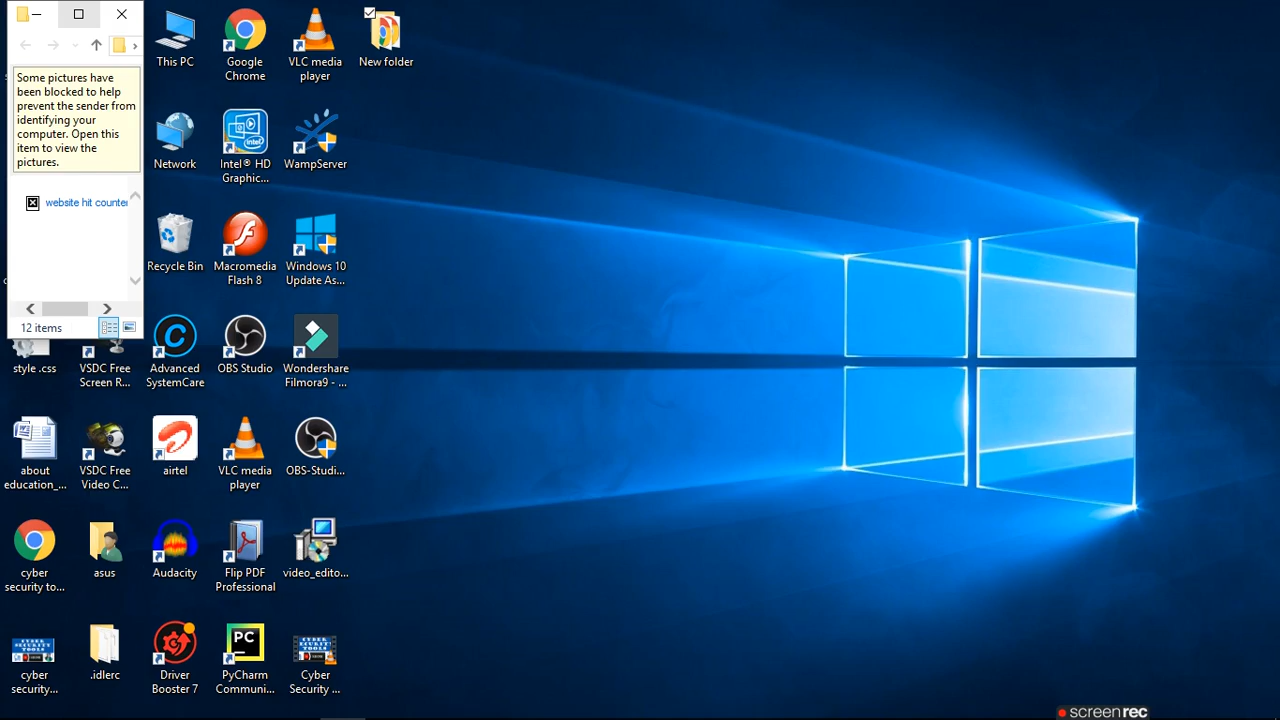 Some pictures have
been blocked to help
prevent the sender from
identifying your
computer. Open this
item to view the
pictures.
website hit counter
12 items
This PC
Google
Chrome
VLC media
player
New folder
Network
Intel® HD
Graphic...
WampServer
Recycle Bin
Macromedia
Flash 8
Windows 10
Update As...
style .css
VSDC Free
Screen R...
Advanced
SystemCare
OBS Studio
Wondershare
Filmora9 - ...
about
education_...
VSDC Free
Video C...
airtel
VLC media
player
OBS-Studi...
cyber
security to...
asus
Audacity
Flip PDF
Professional
video_edito...
cyber
security...
.idlerc
Driver
Booster 7
PC
PyCharm
Communi...
Cyber
Security ...
screenrec